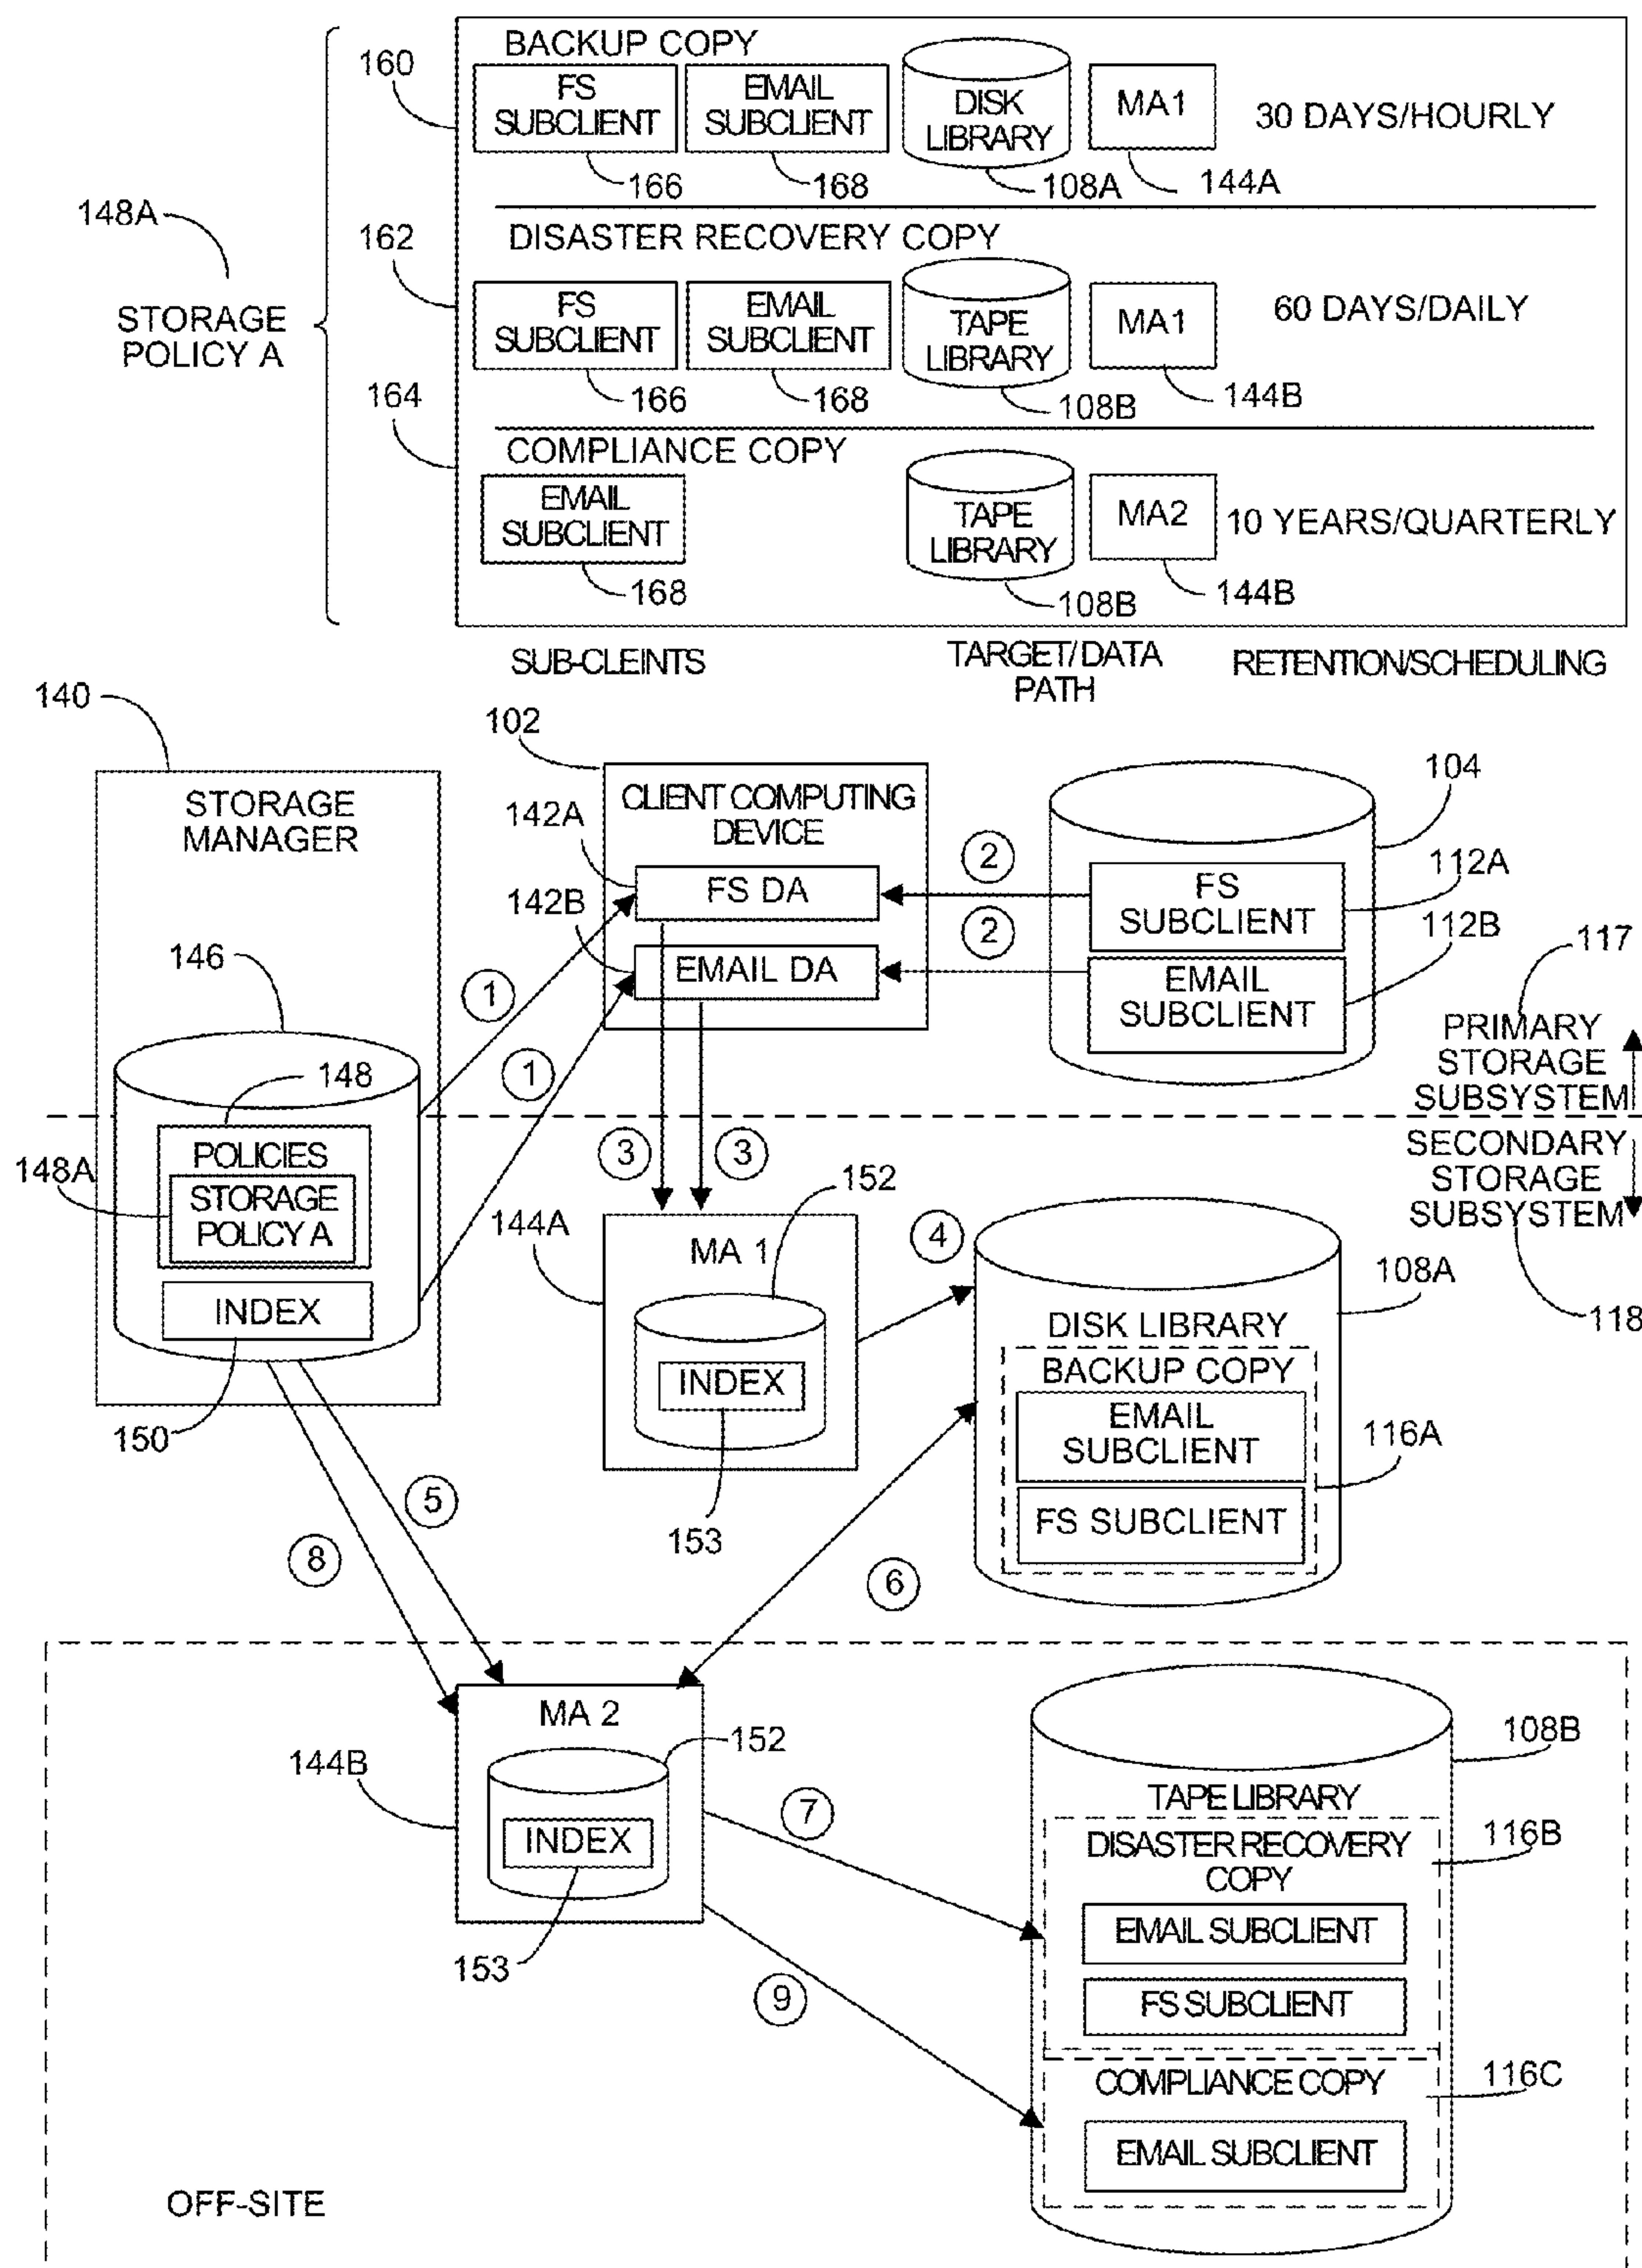 BACKUP COPY
160
FS
SUBCLIENT
EMAIL
SUBCLIENT
DISK
LIBRARY
MA1
30 DAYS/HOURLY
166
168
108A
144A
148A
STORAGE
POLICY A
162
DISASTER RECOVERY COPY
FS
SUBCLIENT
EMAIL
SUBCLIENT
TAPE
LIBRARY
MA1
60 DAYS/DAILY
166
168
108B
144B
164
COMPLIANCE COPY
EMAIL
SUBCLIENT
TAPE
LIBRARY
MA2
10 YEARS/QUARTERLY
168
108B
144B
SUB-CLEINTS
TARGET/DATA
PATH
RETENTION/SCHEDULING
140
STORAGE
MANAGER
102
CLIENT COMPUTING
DEVICE
142A
FS DA
142B
EMAIL DA
2
2
104
FS
SUBCLIENT
112A
EMAIL
SUBCLIENT
112B
117
PRIMARY
STORAGE
SUBSYSTEM
146
1
1
148
POLICIES
148A
STORAGE
POLICY A
INDEX
150
3
3
SECONDARY
STORAGE
SUBSYSTEM
118
144A
MA 1
152
INDEX
153
4
108A
DISK LIBRARY
BACKUP COPY
EMAIL
SUBCLIENT
FS SUBCLIENT
116A
5
8
6
MA 2
144B
152
INDEX
153
7
9
108B
TAPE LIBRARY
DISASTER RECOVERY
COPY
116B
EMAIL SUBCLIENT
FS SUBCLIENT
COMPLIANCE COPY
116C
EMAIL SUBCLIENT
OFF-SITE